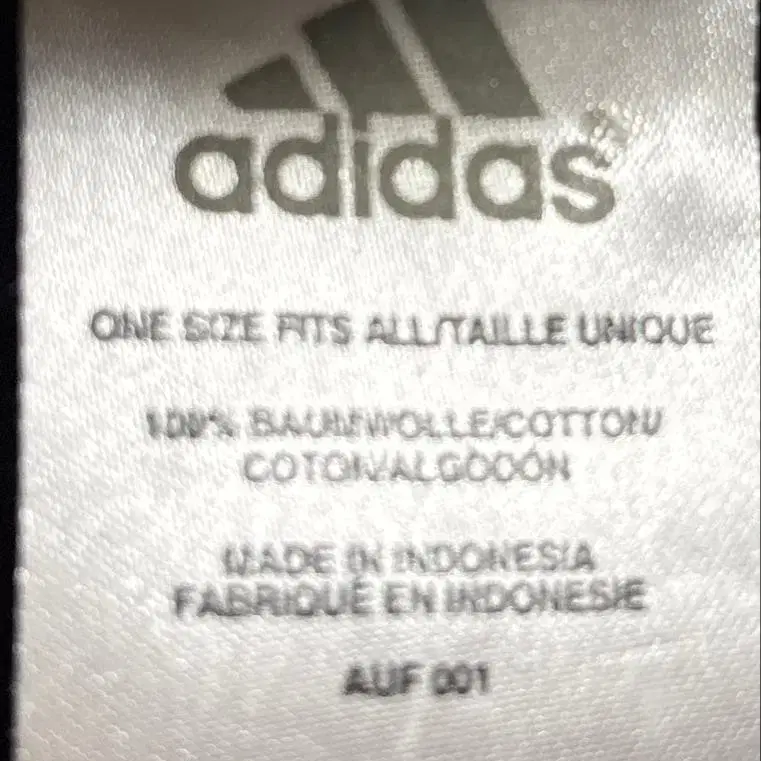 adidas
ONE SIZE FITS ALL/TAILLE UNIQUE
100% BAUMWOLLE/COTTON/
COTON/ALGODÓN
MADE IN INDONESIA
FABRIQUÉ EN INDONESIE
AUF 001